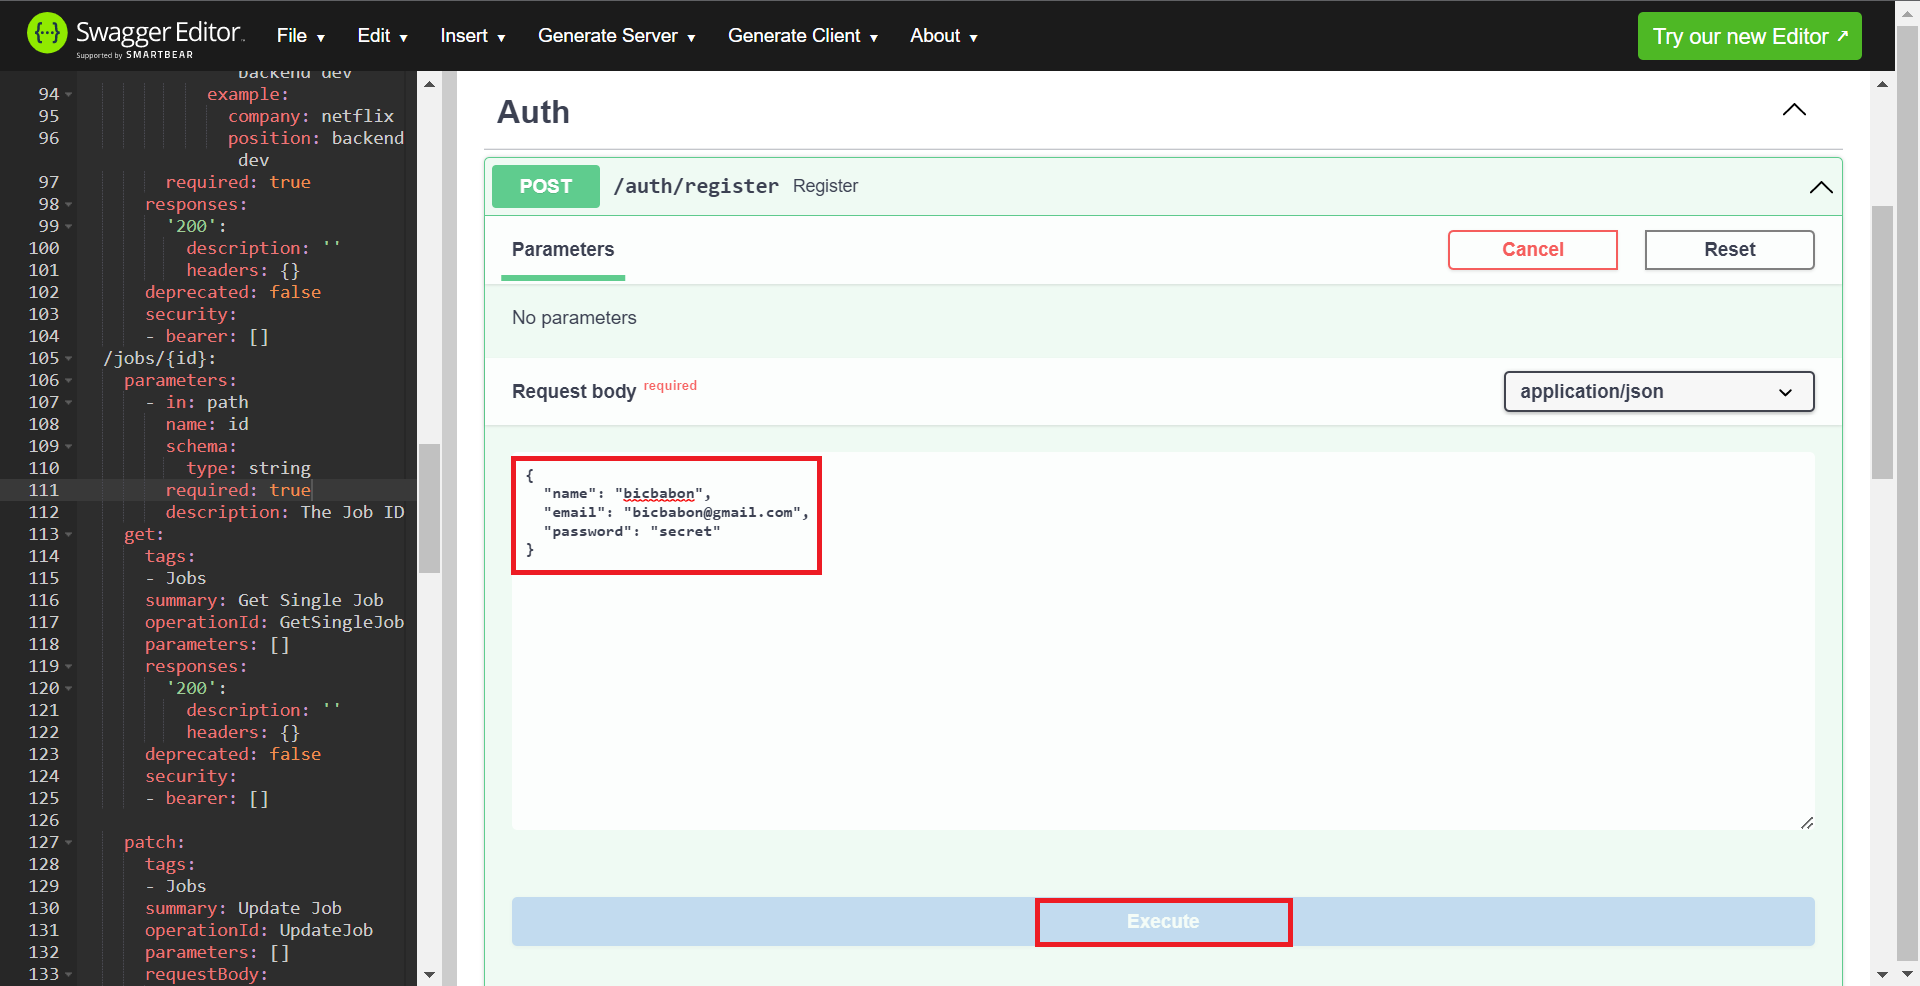 Swagger Editor
Supported by SMARTBEAR
File
Edit
Insert
Generate Server
Generate Client
About
Try our new Editor ↗
backend dev
94 example:
95 company: netflix
96 position: backend
dev
97 required: true
98 responses:
99 '200':
100 description: ''
101 headers: {}
102 deprecated: false
103 security:
104 - bearer: []
105 /jobs/{id}:
106 parameters:
107 - in: path
108 name: id
109 schema:
110 type: string
111 required: true
112 description: The Job ID
113 get:
114 tags:
115 - Jobs
116 summary: Get Single Job
117 operationId: GetSingleJob
118 parameters: []
119 responses:
120 '200':
121 description: ''
122 headers: {}
123 deprecated: false
124 security:
125 - bearer: []
126
127 patch:
128 tags:
129 - Jobs
130 summary: Update Job
131 operationId: UpdateJob
132 parameters: []
133 requestBody:
Auth
POST /auth/register Register
Parameters
Cancel
Reset
No parameters
Request body required
application/json
{
"name": "bicbabon",
"email": "bicbabon@gmail.com",
"password": "secret"
}
Execute